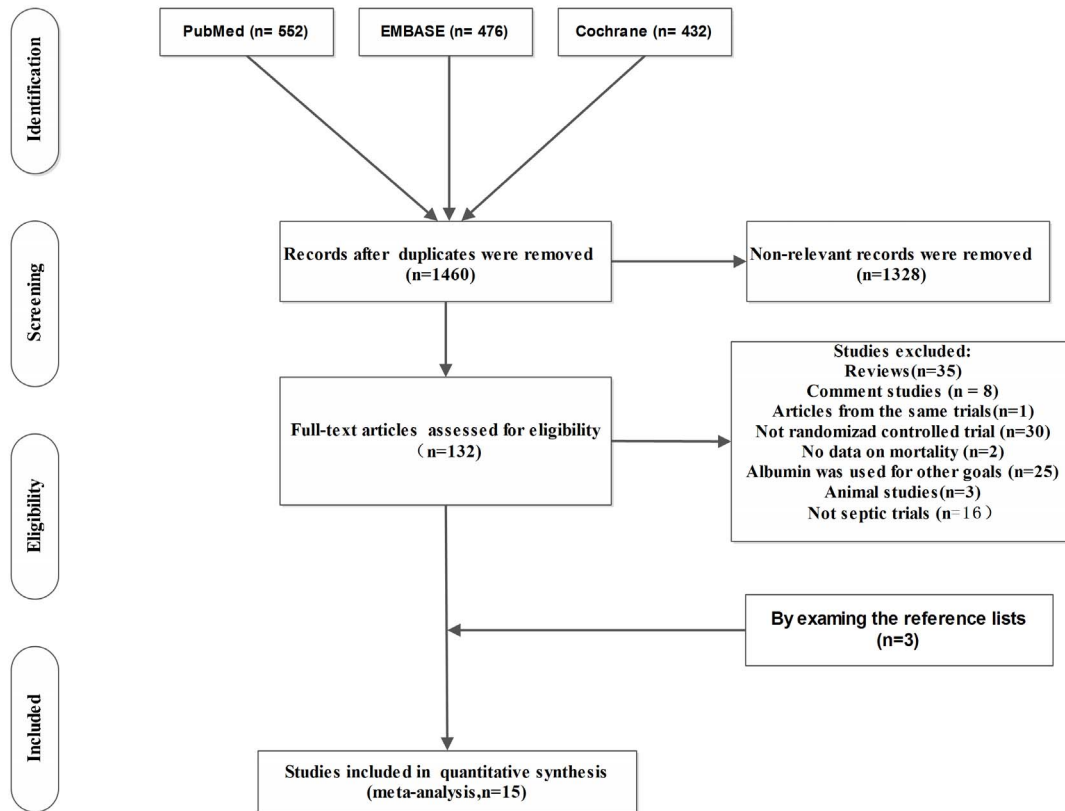 Identification
PubMed (n= 552)
EMBASE (n= 476)
Cochrane (n= 432)
Screening
Records after duplicates were removed
(n=1460)
Non-relevant records were removed
(n=1328)
Eligibility
Full-text articles assessed for eligibility
(n=132)
Studies excluded:
Reviews(n=35)
Comment studies (n = 8)
Articles from the same trials(n=1)
Not randomizad controlled trial (n=30)
No data on mortality (n=2)
Albumin was used for other goals (n=25)
Animal studies(n=3)
Not septic trials (n=16)
By examining the reference lists
(n=3)
Included
Studies included in quantitative synthesis
(meta-analysis,n=15)